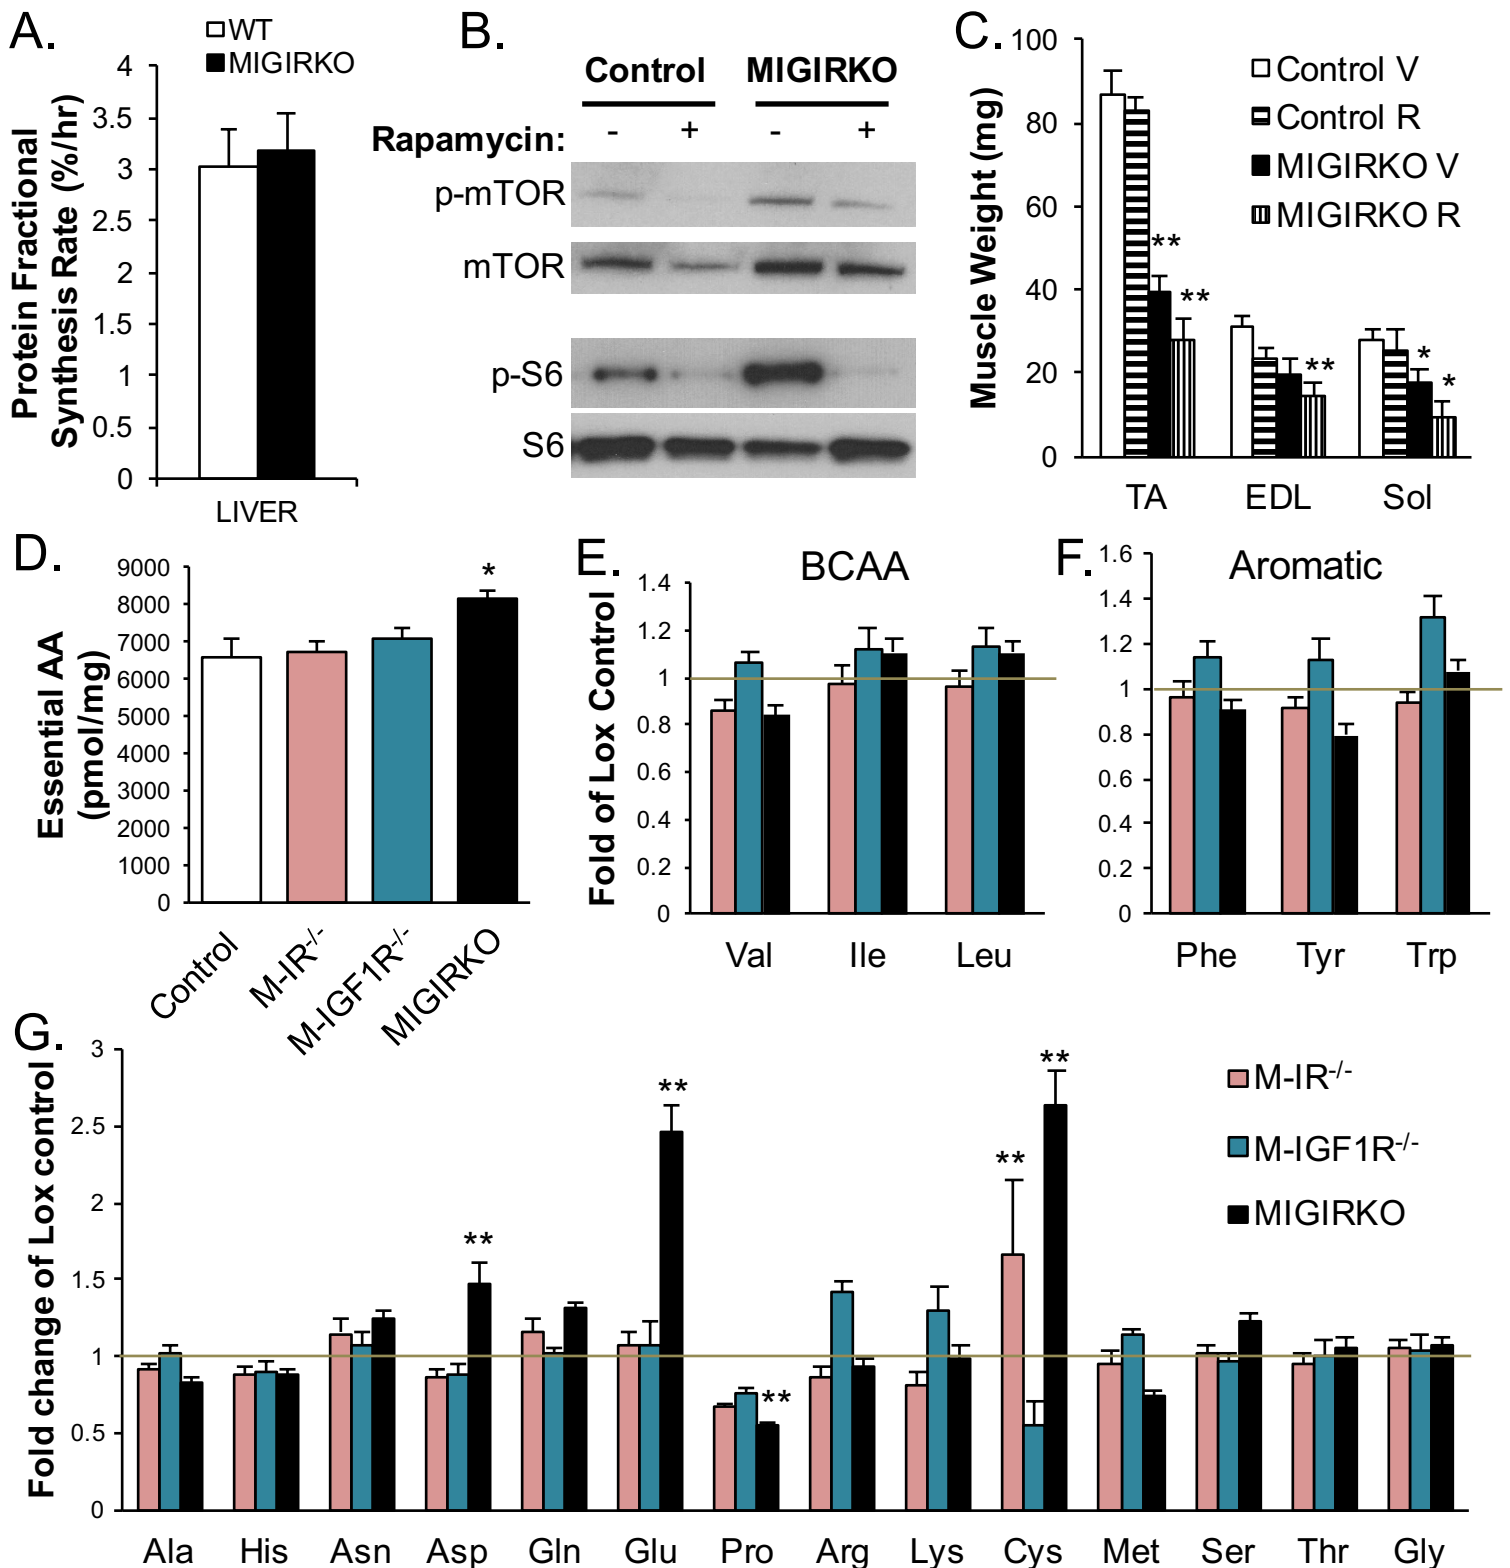 A.
WT
MIGIRKO
Protein Fractional
Synthesis Rate (%/hr)
4
3.5
3
2.5
2
1.5
1
0.5
0
LIVER
B.
Control MIGIRKO
Rapamycin: - + - +
p-mTOR
mTOR
p-S6
S6
C.
Muscle Weight (mg)
100
80
60
40
20
0
Control V
Control R
MIGIRKO V
MIGIRKO R
** ** ** * *
TA EDL Sol
D.
Essential AA
(pmol/mg)
9000
8000
7000
6000
5000
4000
3000
2000
1000
0
*
Control
M-IR-/-
M-IGF1R-/-
MIGIRKO
E.
BCAA
Fold of Lox Control
1.4
1.2
1
0.8
0.6
0.4
0.2
0
Val Ile Leu
F.
Aromatic
1.6
1.4
1.2
1
0.8
0.6
0.4
0.2
0
Phe Tyr Trp
G.
Fold change of Lox control
3
2.5
2
1.5
1
0.5
0
** ** ** ** **
M-IR-/-
M-IGF1R-/-
MIGIRKO
Ala His Asn Asp Gln Glu Pro Arg Lys Cys Met Ser Thr Gly